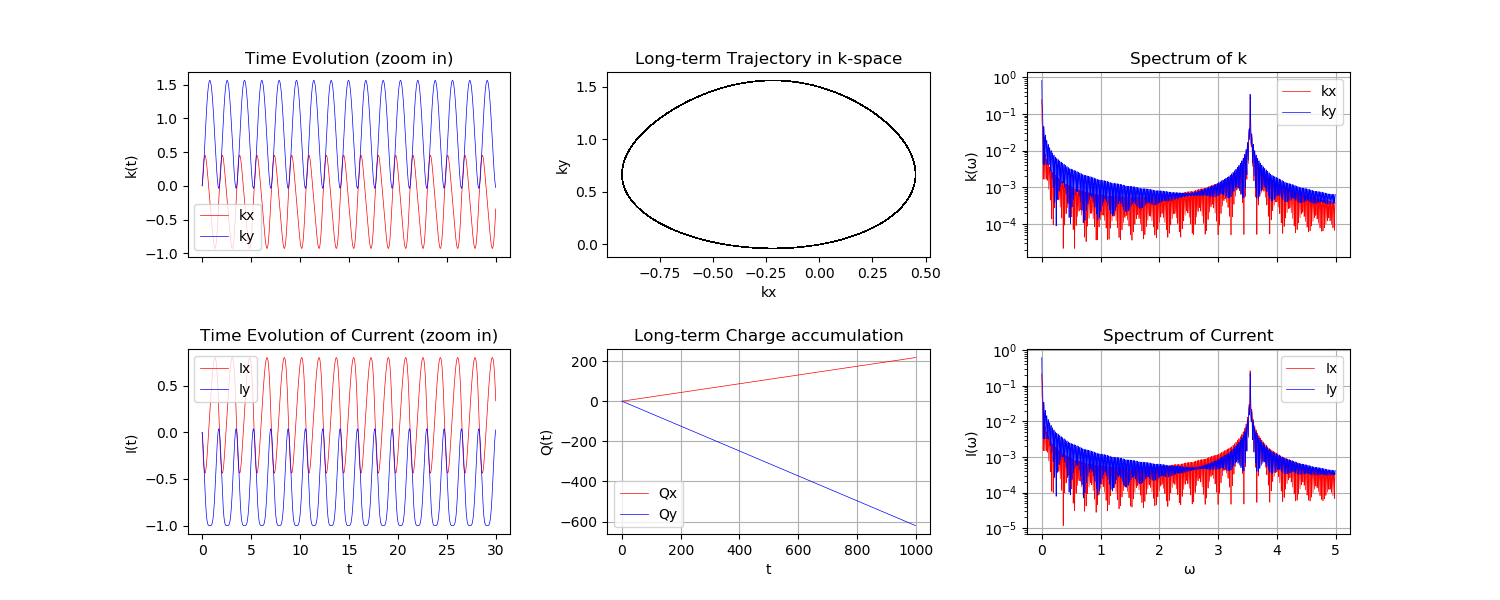 Time Evolution (zoom in)
k(t)
1.5
1.0
0.5
0.0
−0.5
−1.0
kx
ky
Long-term Trajectory in k-space
ky
1.5
1.0
0.5
0.0
−0.75
−0.50
−0.25
0.00
0.25
0.50
kx
Spectrum of k
k(ω)
10⁰
10⁻¹
10⁻²
10⁻³
10⁻⁴
kx
ky
Time Evolution of Current (zoom in)
I(t)
0.5
0.0
−0.5
−1.0
Ix
Iy
0
5
10
15
20
25
30
t
Long-term Charge accumulation
Q(t)
200
0
−200
−400
−600
Qx
Qy
0
200
400
600
800
1000
t
Spectrum of Current
I(ω)
10⁰
10⁻¹
10⁻²
10⁻³
10⁻⁴
10⁻⁵
Ix
Iy
0
1
2
3
4
5
ω